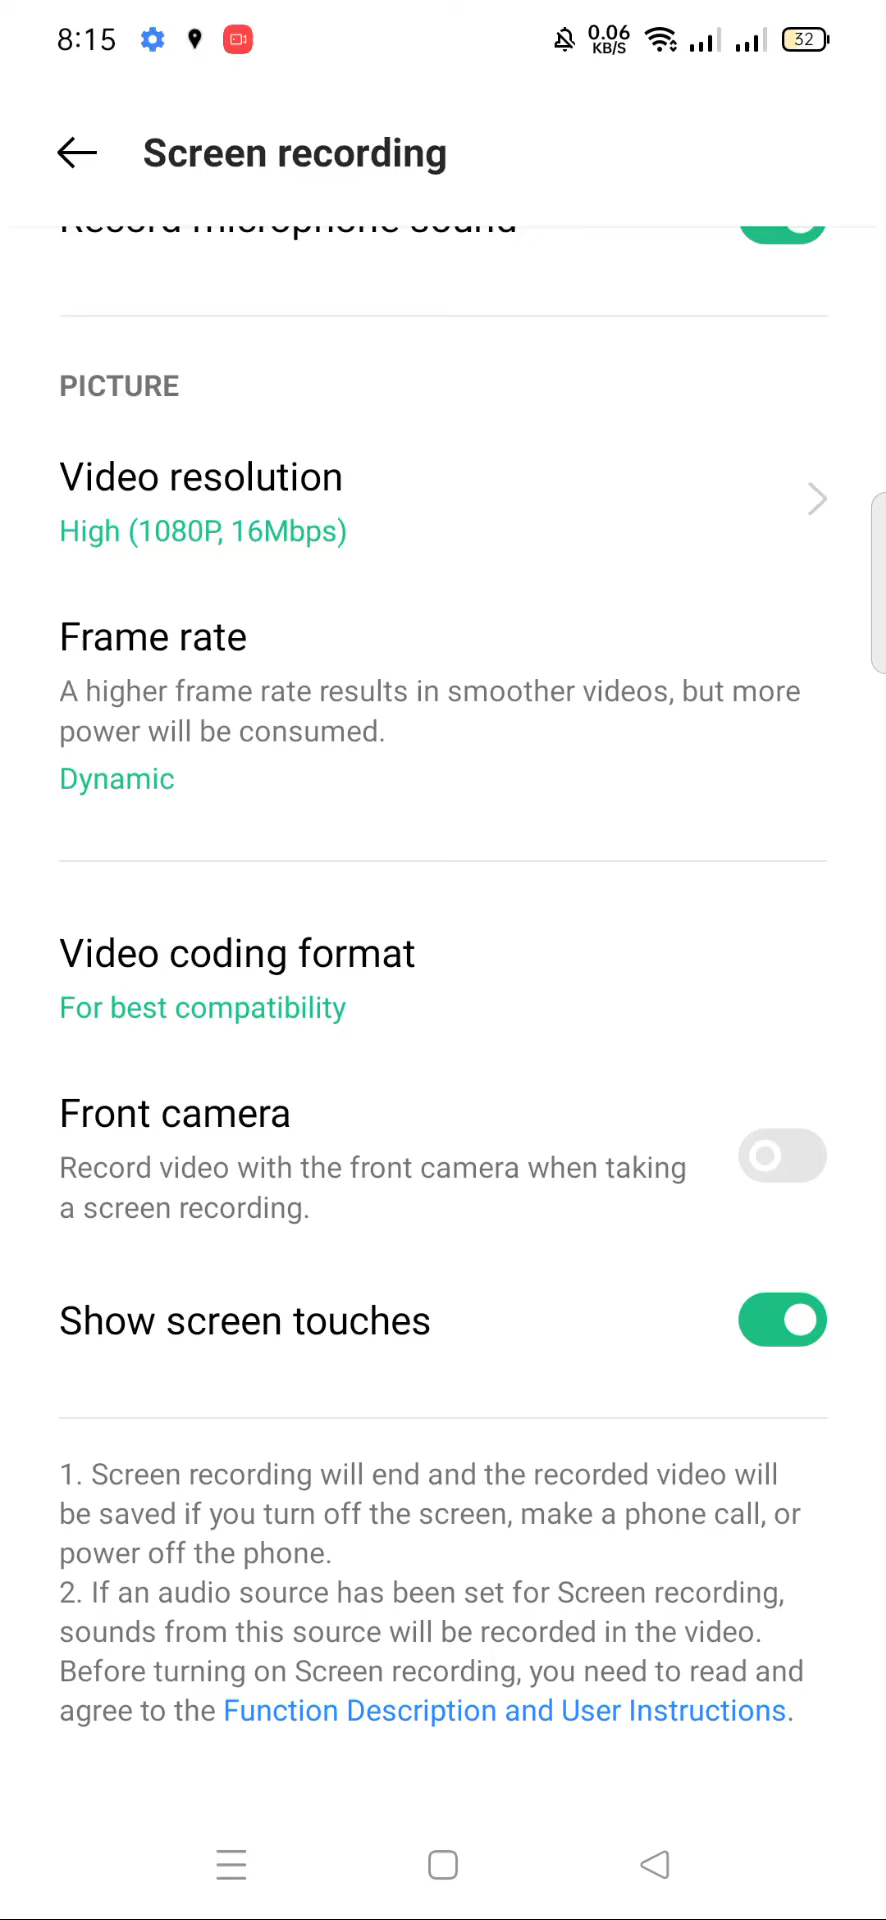 8:15
0.06
KB/S
32
Screen recording
Record microphone sound
PICTURE
Video resolution
High (1080P, 16Mbps)
Frame rate
A higher frame rate results in smoother videos, but more
power will be consumed.
Dynamic
Video coding format
For best compatibility
Front camera
Record video with the front camera when taking
a screen recording.
Show screen touches
1. Screen recording will end and the recorded video will
be saved if you turn off the screen, make a phone call, or
power off the phone.
2. If an audio source has been set for Screen recording,
sounds from this source will be recorded in the video.
Before turning on Screen recording, you need to read and
agree to the Function Description and User Instructions.